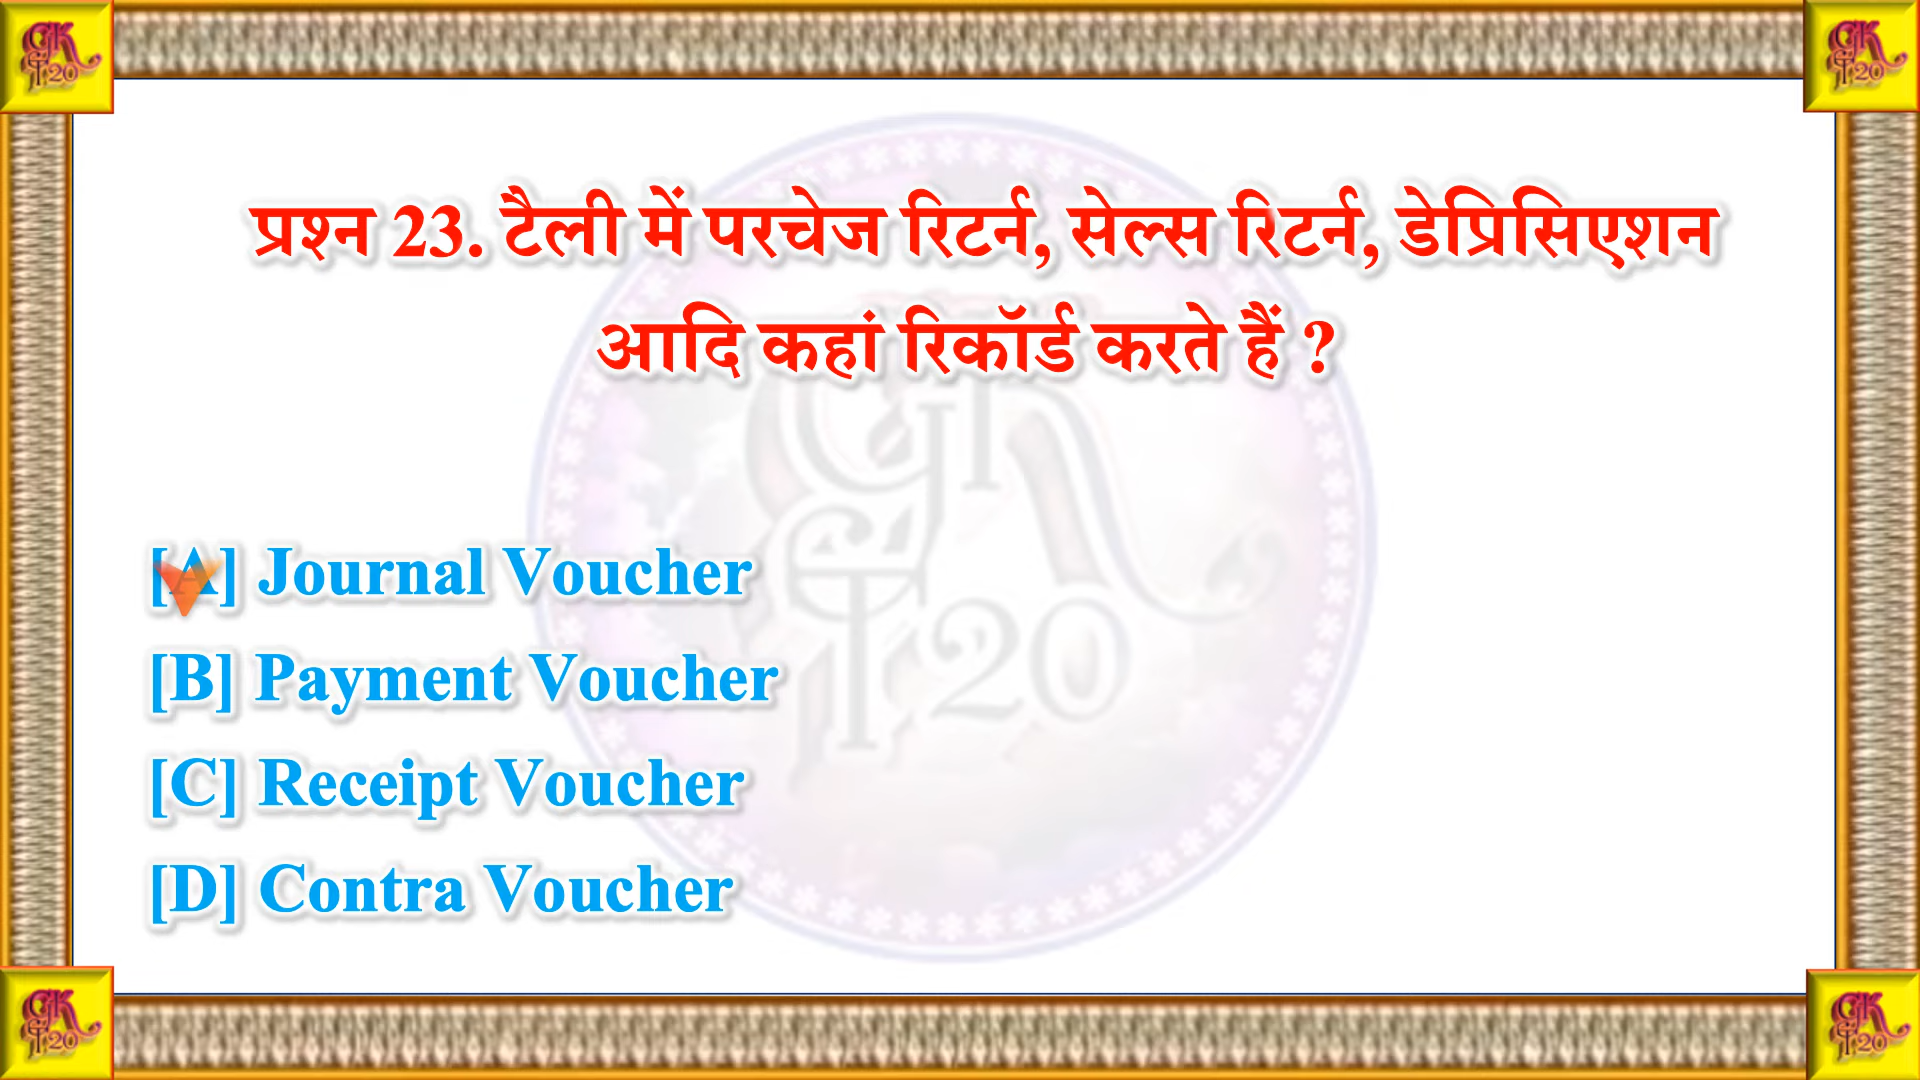 प्रश्न 23. टैली में परचेज रिटर्न, सेल्स रिटर्न, डेप्रिसिएशन
आदि कहां रिकॉर्ड करते हैं ?
[A] Journal Voucher
[B] Payment Voucher
[C] Receipt Voucher
[D] Contra Voucher